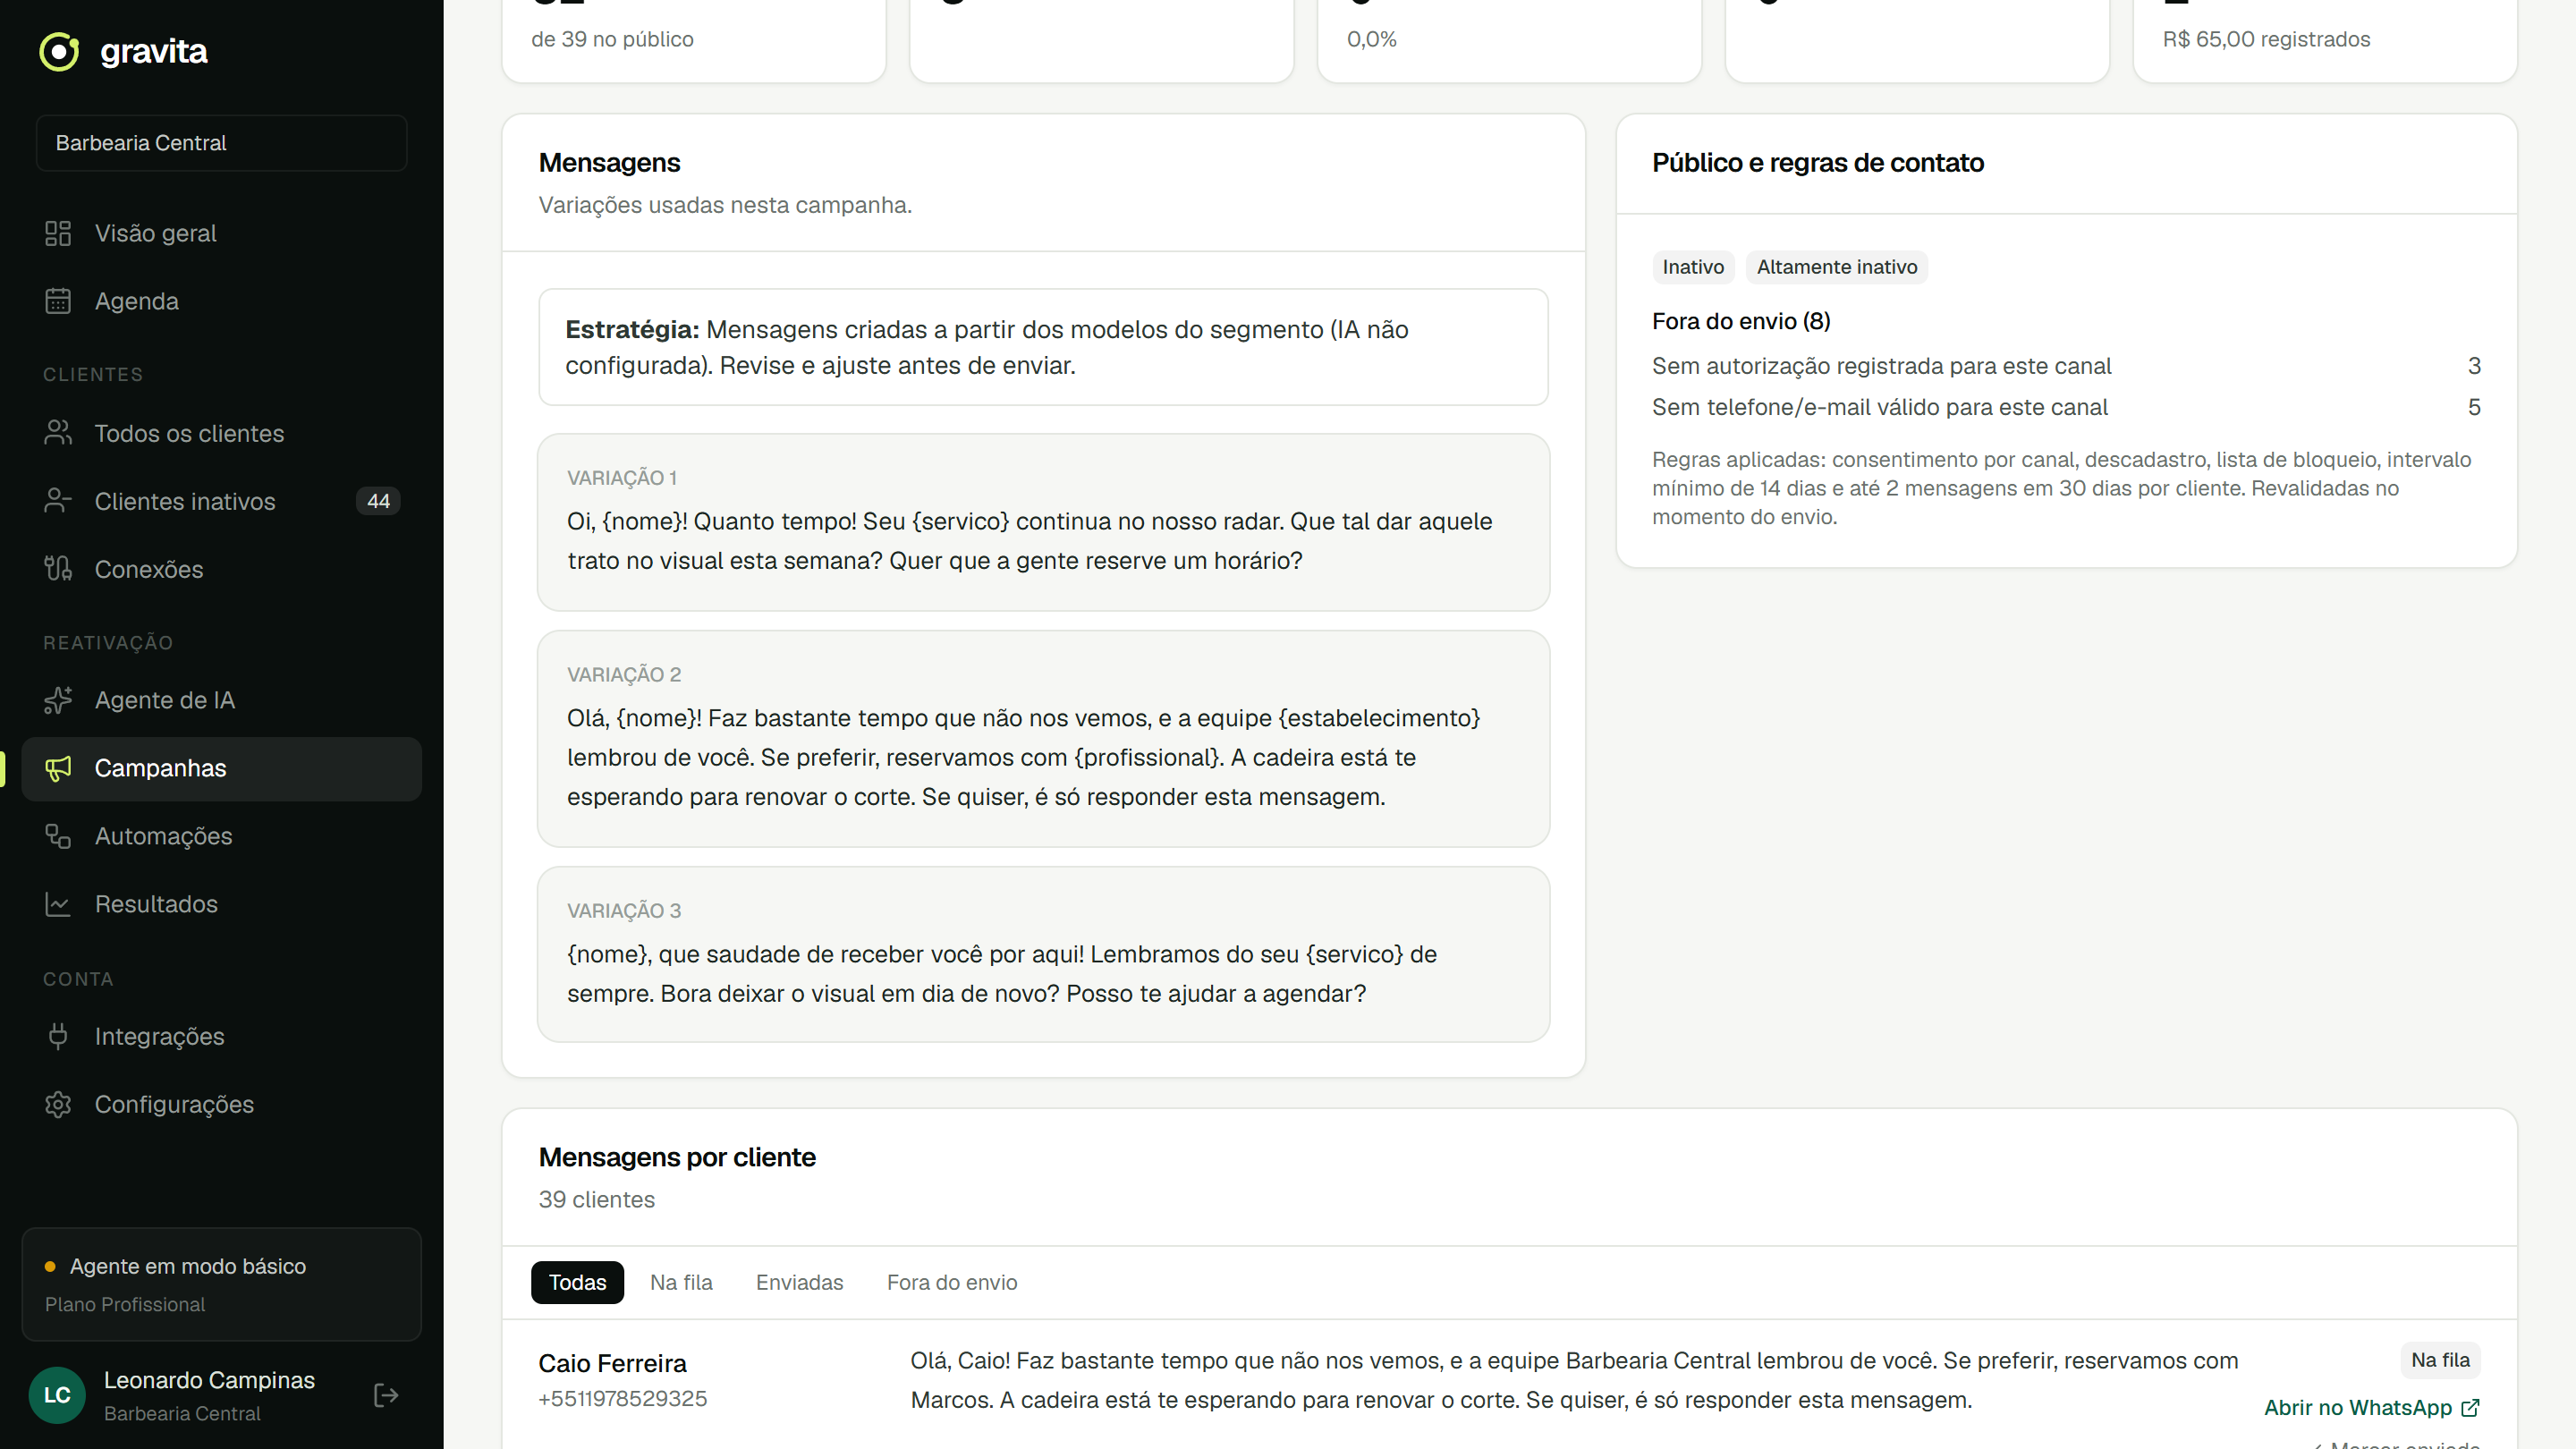 gravita
Barbearia Central
Visão geral
Agenda
CLIENTES
Todos os clientes
Clientes inativos
44
Conexões
REATIVAÇÃO
Agente de IA
Campanhas
Automações
Resultados
CONTA
Integrações
Configurações
Agente em modo básico
Plano Profissional
LC
Leonardo Campinas
Barbearia Central
de 39 no público
0,0%
R$ 65,00 registrados
Mensagens
Variações usadas nesta campanha.
Estratégia: Mensagens criadas a partir dos modelos do segmento (IA não
configurada). Revise e ajuste antes de enviar.
VARIAÇÃO 1
Oi, {nome}! Quanto tempo! Seu {servico} continua no nosso radar. Que tal dar aquele
trato no visual esta semana? Quer que a gente reserve um horário?
VARIAÇÃO 2
Olá, {nome}! Faz bastante tempo que não nos vemos, e a equipe {estabelecimento}
lembrou de você. Se preferir, reservamos com {profissional}. A cadeira está te
esperando para renovar o corte. Se quiser, é só responder esta mensagem.
VARIAÇÃO 3
{nome}, que saudade de receber você por aqui! Lembramos do seu {servico} de
sempre. Bora deixar o visual em dia de novo? Posso te ajudar a agendar?
Público e regras de contato
Inativo
Altamente inativo
Fora do envio (8)
Sem autorização registrada para este canal 3
Sem telefone/e-mail válido para este canal 5
Regras aplicadas: consentimento por canal, descadastro, lista de bloqueio, intervalo
mínimo de 14 dias e até 2 mensagens em 30 dias por cliente. Revalidadas no
momento do envio.
Mensagens por cliente
39 clientes
Todas
Na fila
Enviadas
Fora do envio
Caio Ferreira
+5511978529325
Olá, Caio! Faz bastante tempo que não nos vemos, e a equipe Barbearia Central lembrou de você. Se preferir, reservamos com
Marcos. A cadeira está te esperando para renovar o corte. Se quiser, é só responder esta mensagem.
Na fila
Abrir no WhatsApp